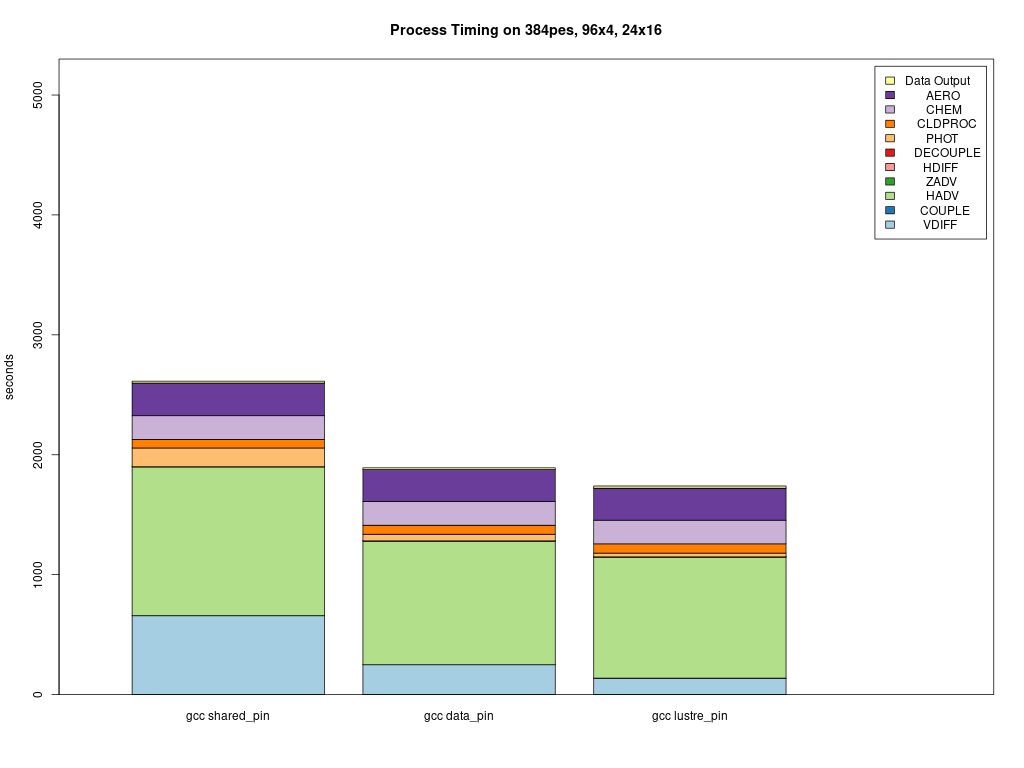 Process Timing on 384pes, 96x4, 24x16
seconds
5000
4000
3000
2000
1000
0
Data Output
AERO
CHEM
CLDPROC
PHOT
DECOUPLE
HDIFF
ZADV
HADV
COUPLE
VDIFF
gcc shared_pin
gcc data_pin
gcc lustre_pin